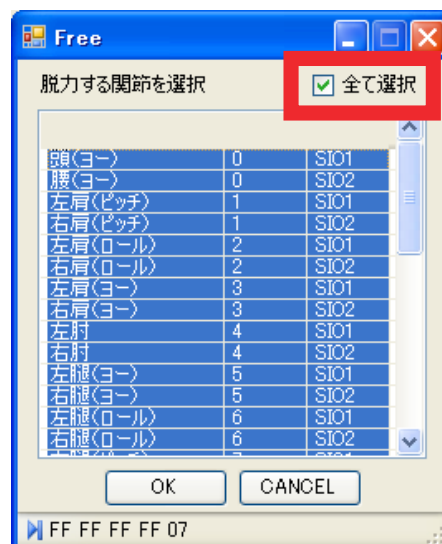 Free
脱力する関節を選択 全て選択
頭(ヨー) 0 SIO1
腰(ヨー) 0 SIO2
左肩(ピッチ) 1 SIO1
右肩(ピッチ) 1 SIO2
左肩(ロール) 2 SIO1
右肩(ロール) 2 SIO2
左肩(ヨー) 3 SIO1
右肩(ヨー) 3 SIO2
左肘 4 SIO1
右肘 4 SIO2
左腿(ヨー) 5 SIO1
右腿(ヨー) 5 SIO2
左腿(ロール) 6 SIO1
右腿(ロール) 6 SIO2
OK CANCEL
FF FF FF FF 07